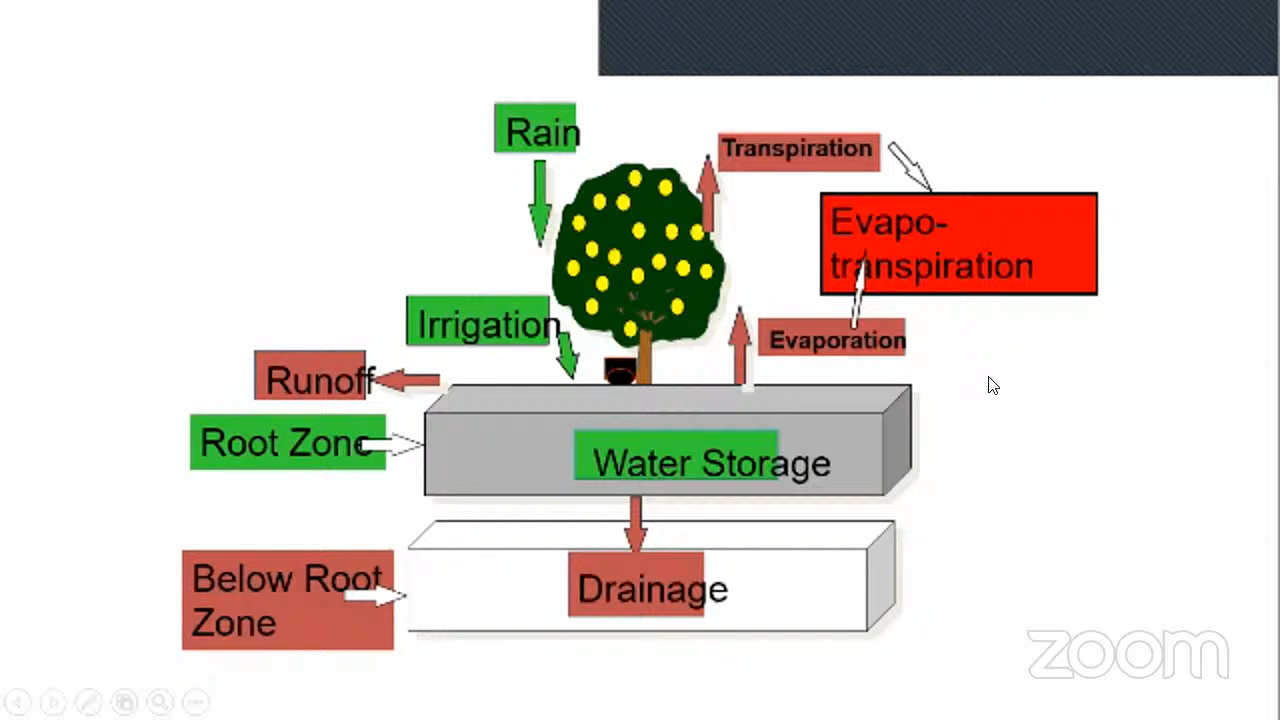 Rain
Transpiration
Evapo-
transpiration
Irrigation
Evaporation
Runoff
Root Zone
Water Storage
Below Root
Zone
Drainage
zoom